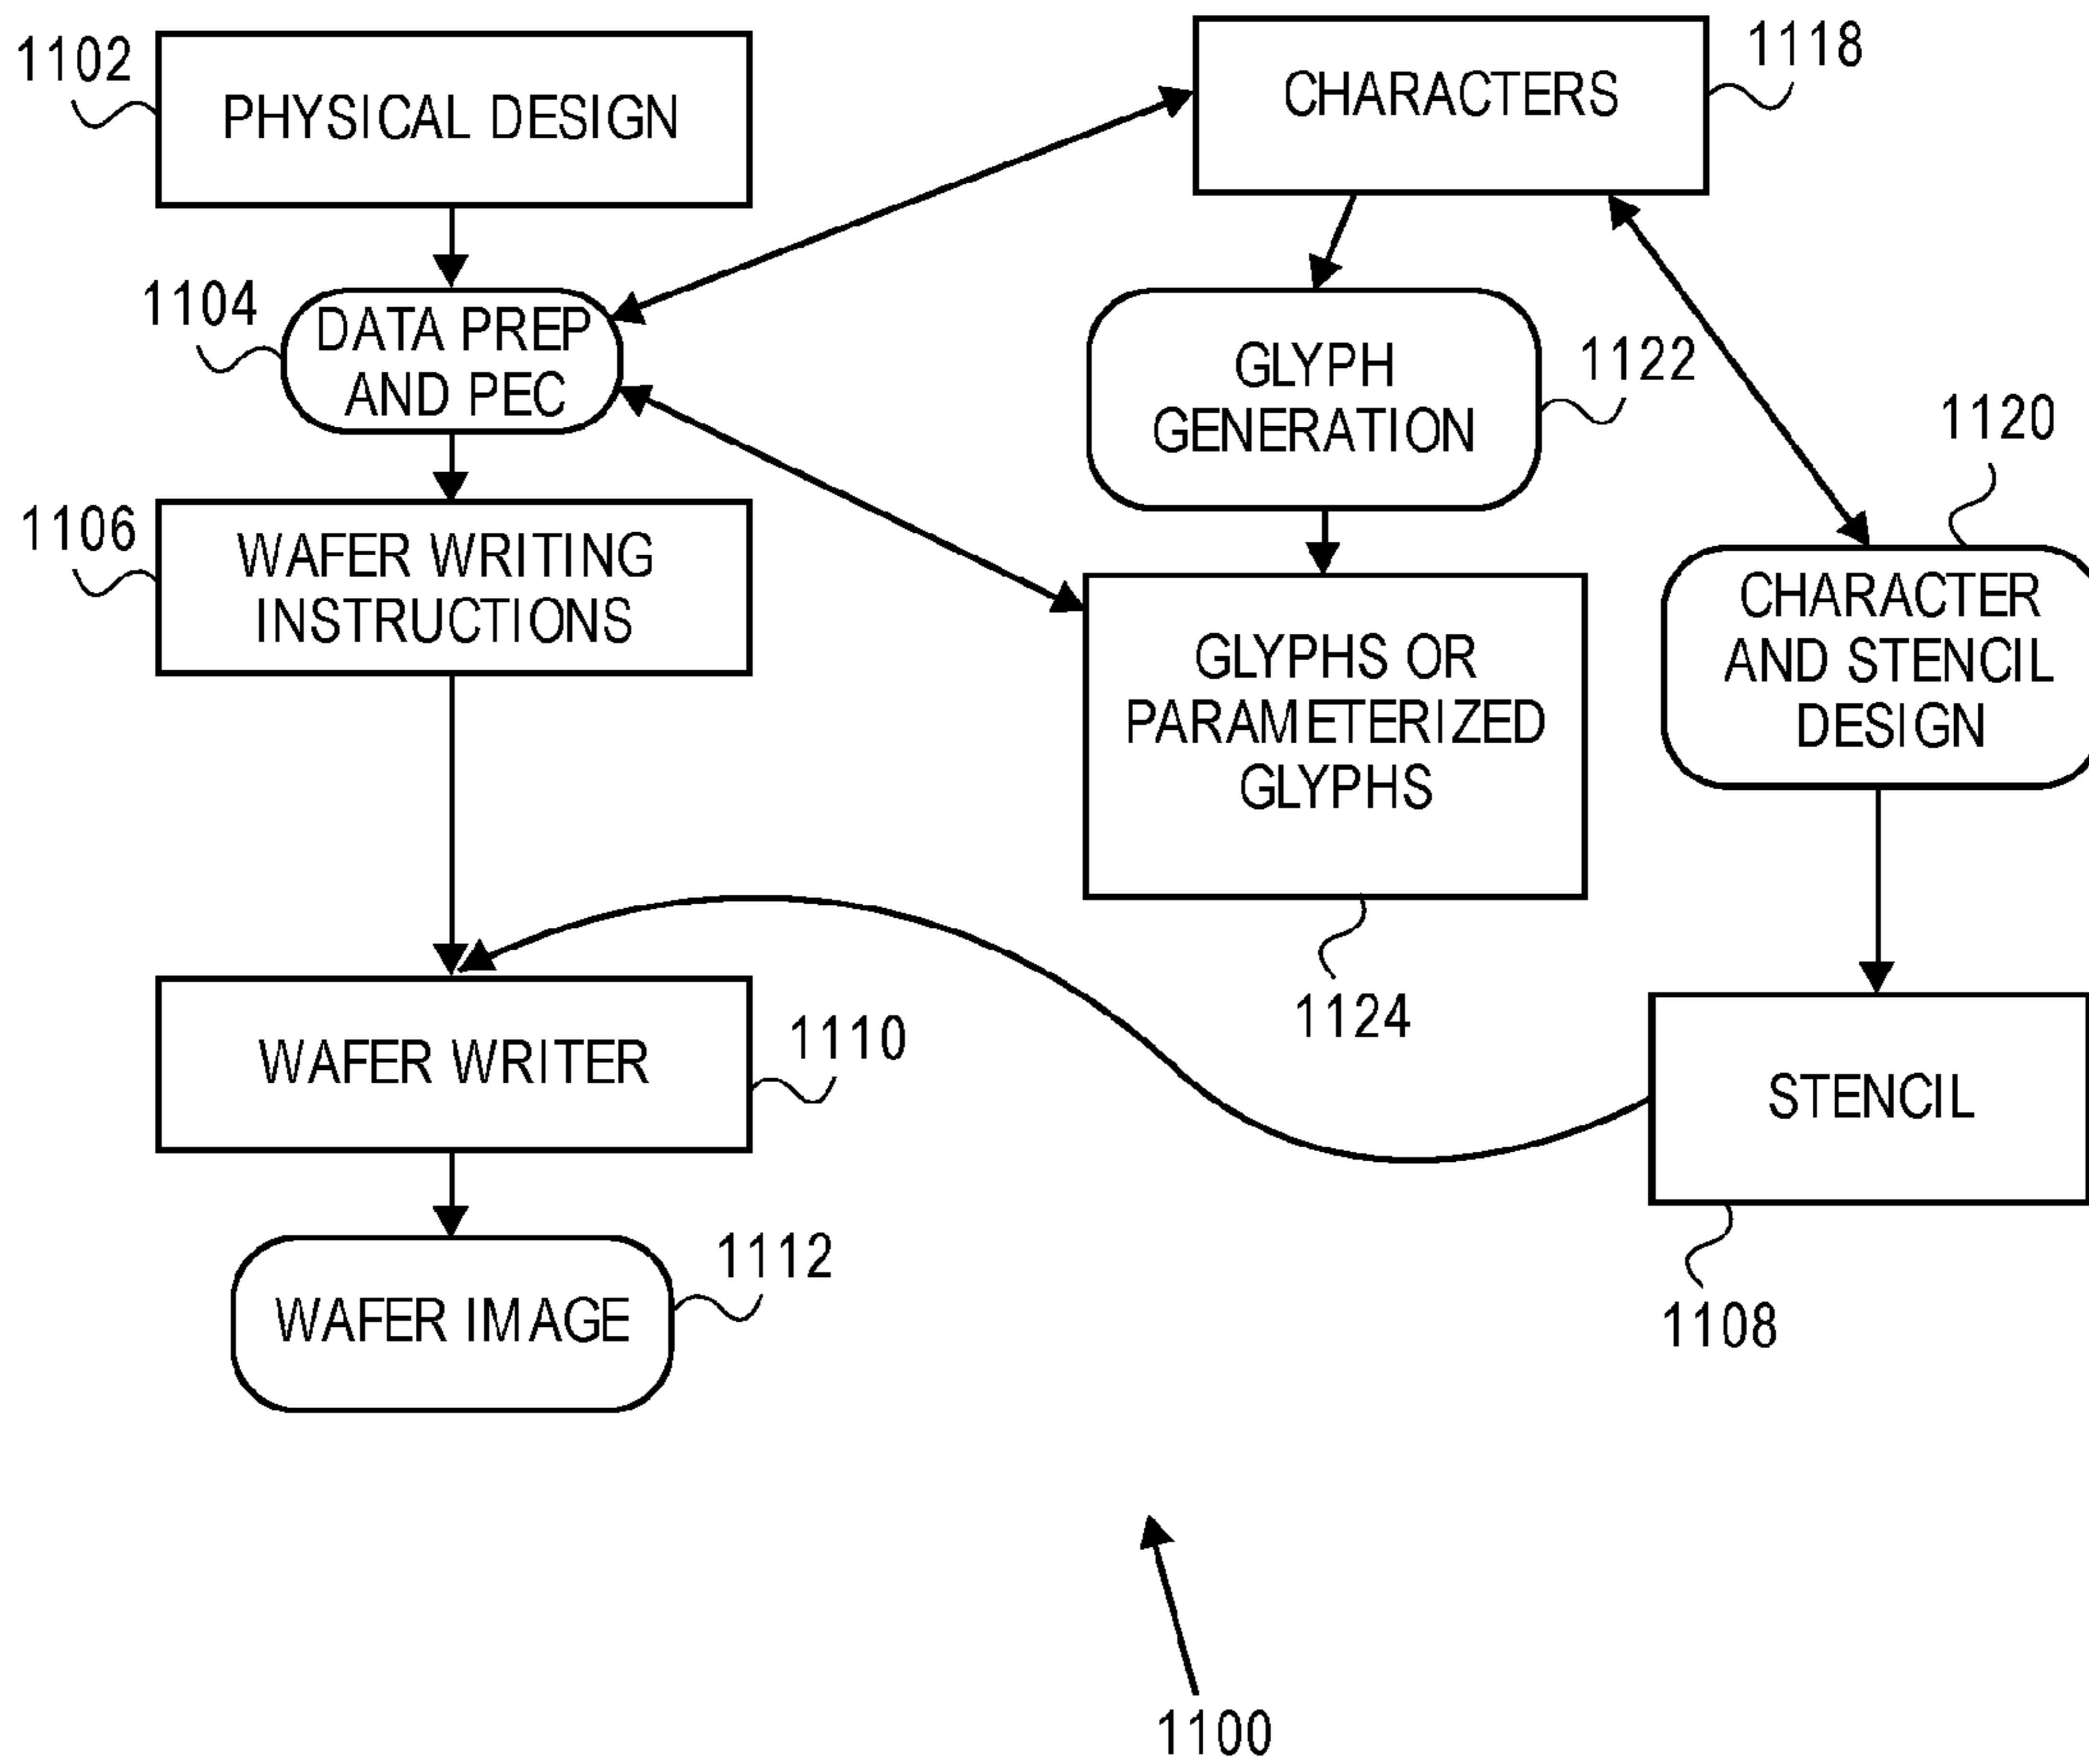 1102
PHYSICAL DESIGN
CHARACTERS
1118
1104
DATA PREP
AND PEC
GLYPH
GENERATION
1122
1120
1106
WAFER WRITING
INSTRUCTIONS
GLYPHS OR
PARAMETERIZED
GLYPHS
CHARACTER
AND STENCIL
DESIGN
1124
WAFER WRITER
1110
STENCIL
1108
WAFER IMAGE
1112
1100